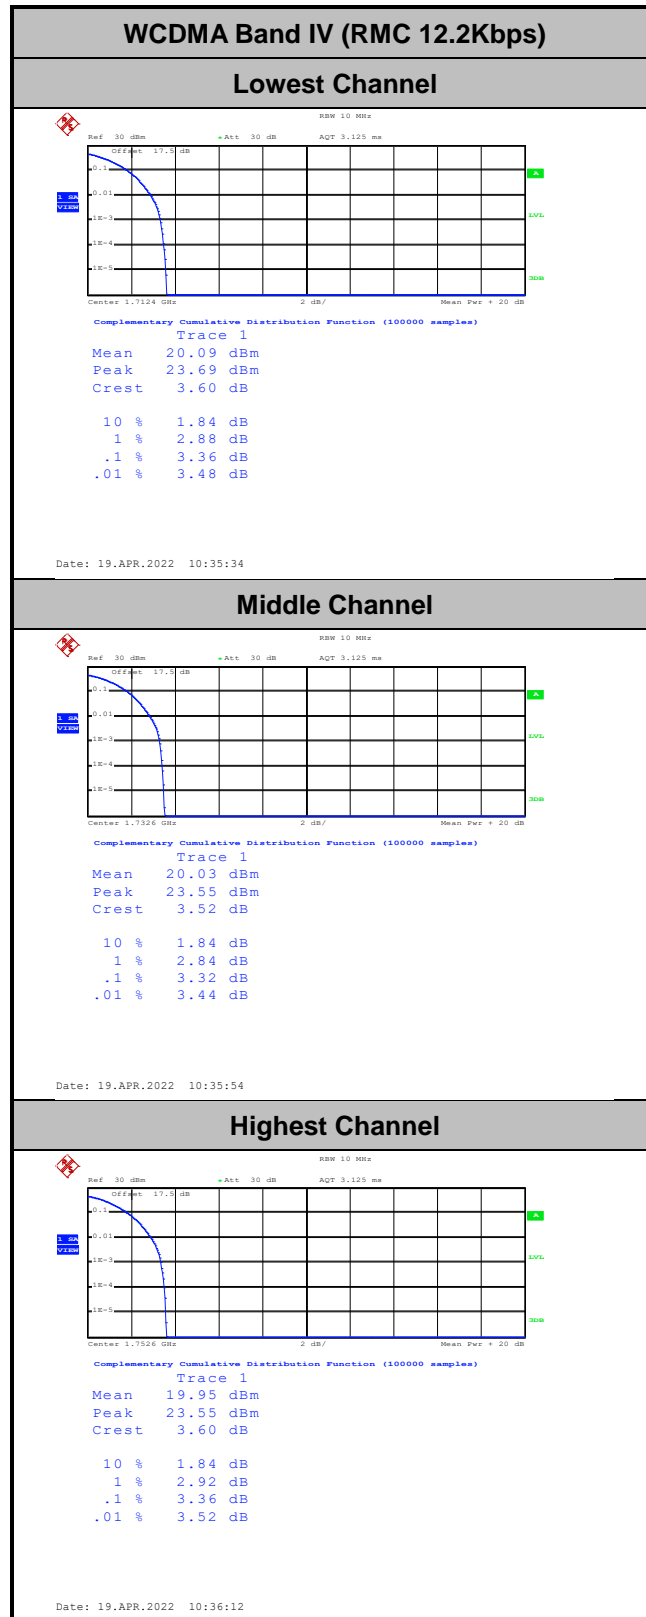 WCDMA Band IV (RMC 12.2Kbps)
Lowest Channel
R&S
RBW 10 MHz
Ref 30 dBm * Att 30 dB AQT 3.125 ms
Offset 17.5 dB
A
0.1
0.01
1 SA
VIEW
1E-3
LVL
1E-4
1E-5
3DB
Center 1.7124 GHz 2 dB/ Mean Pwr + 20 dB
Complementary Cumulative Distribution Function (100000 samples)
Trace 1
Mean 20.09 dBm
Peak 23.69 dBm
Crest 3.60 dB
10 % 1.84 dB
1 % 2.88 dB
.1 % 3.36 dB
.01 % 3.48 dB
Date: 19.APR.2022 10:35:34
Middle Channel
R&S
RBW 10 MHz
Ref 30 dBm * Att 30 dB AQT 3.125 ms
Offset 17.5 dB
A
0.1
0.01
1 SA
VIEW
1E-3
LVL
1E-4
1E-5
3DB
Center 1.7326 GHz 2 dB/ Mean Pwr + 20 dB
Complementary Cumulative Distribution Function (100000 samples)
Trace 1
Mean 20.03 dBm
Peak 23.55 dBm
Crest 3.52 dB
10 % 1.84 dB
1 % 2.84 dB
.1 % 3.32 dB
.01 % 3.44 dB
Date: 19.APR.2022 10:35:54
Highest Channel
R&S
RBW 10 MHz
Ref 30 dBm * Att 30 dB AQT 3.125 ms
Offset 17.5 dB
A
0.1
0.01
1 SA
VIEW
1E-3
LVL
1E-4
1E-5
3DB
Center 1.7526 GHz 2 dB/ Mean Pwr + 20 dB
Complementary Cumulative Distribution Function (100000 samples)
Trace 1
Mean 19.95 dBm
Peak 23.55 dBm
Crest 3.60 dB
10 % 1.84 dB
1 % 2.92 dB
.1 % 3.36 dB
.01 % 3.52 dB
Date: 19.APR.2022 10:36:12